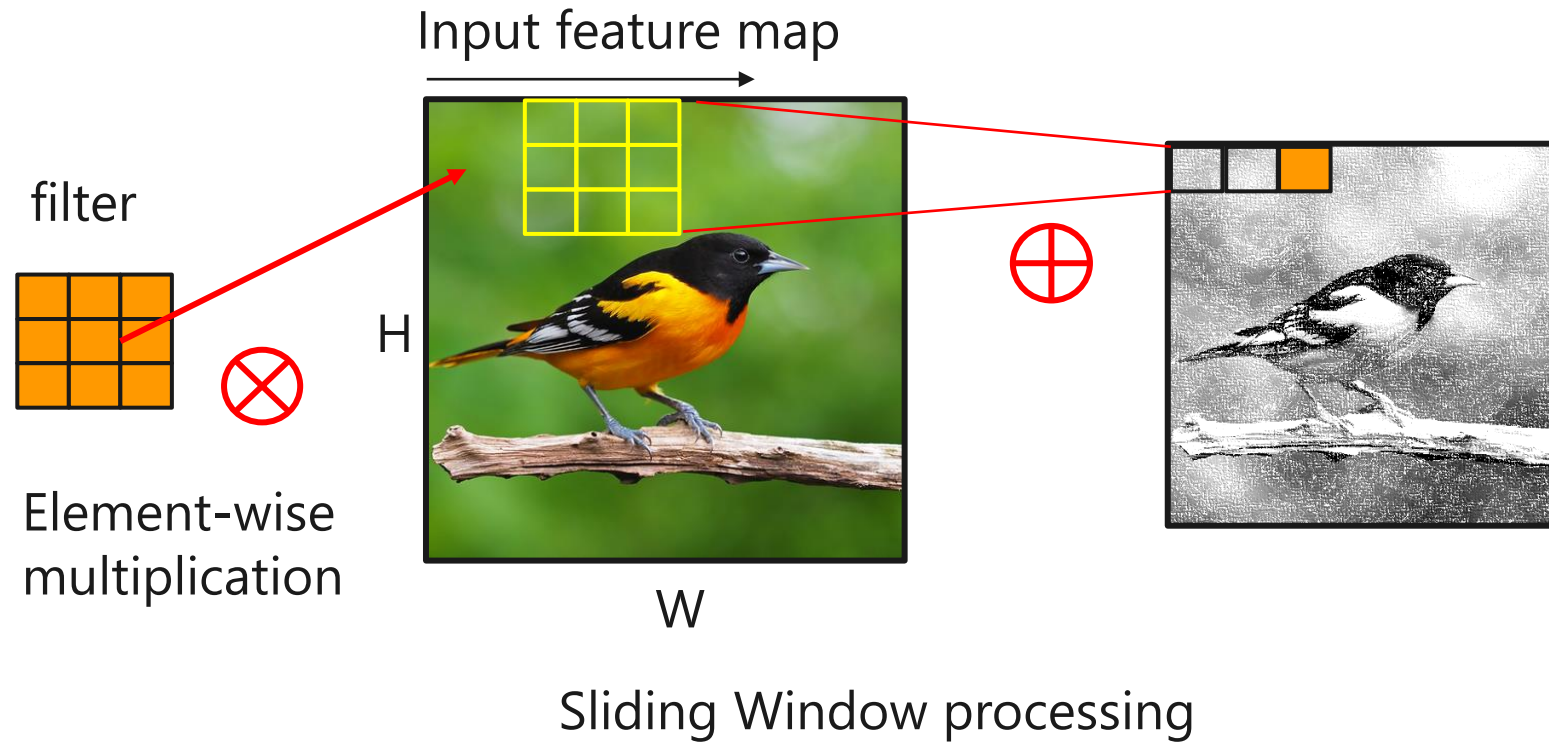 Input feature map
filter
H
Element-wise
multiplication
W
Sliding Window processing